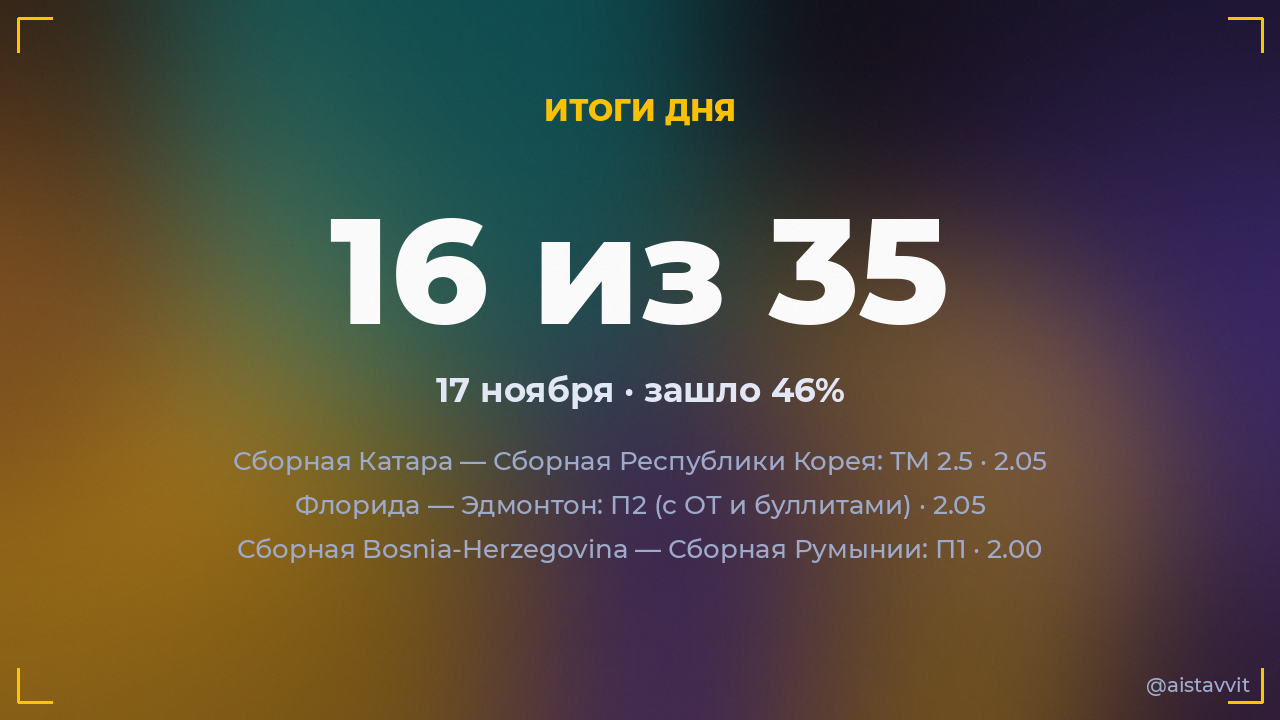 ИТОГИ ДНЯ
16 из 35
17 ноября · зашло 46%
Сборная Катара — Сборная Республики Корея: ТМ 2.5 · 2.05
Флорида — Эдмонтон: П2 (с ОТ и буллитами) · 2.05
Сборная Bosnia-Herzegovina — Сборная Румынии: П1 · 2.00
@aistavvit